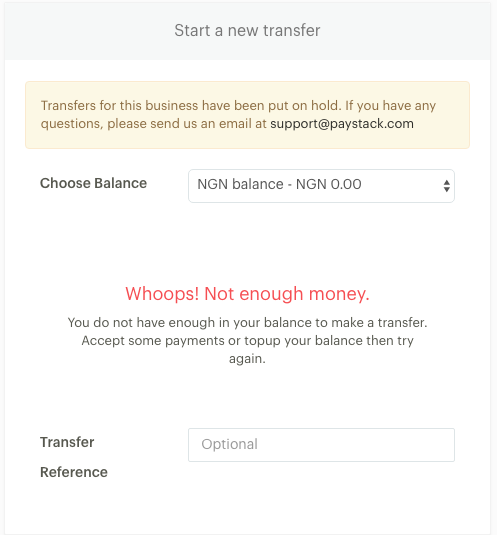 Start a new transfer
Transfers for this business have been put on hold. If you have any
questions, please send us an email at support@paystack.com
Choose Balance
NGN balance - NGN 0.00
Whoops! Not enough money.
You do not have enough in your balance to make a transfer.
Accept some payments or topup your balance then try
again.
Transfer
Reference
Optional